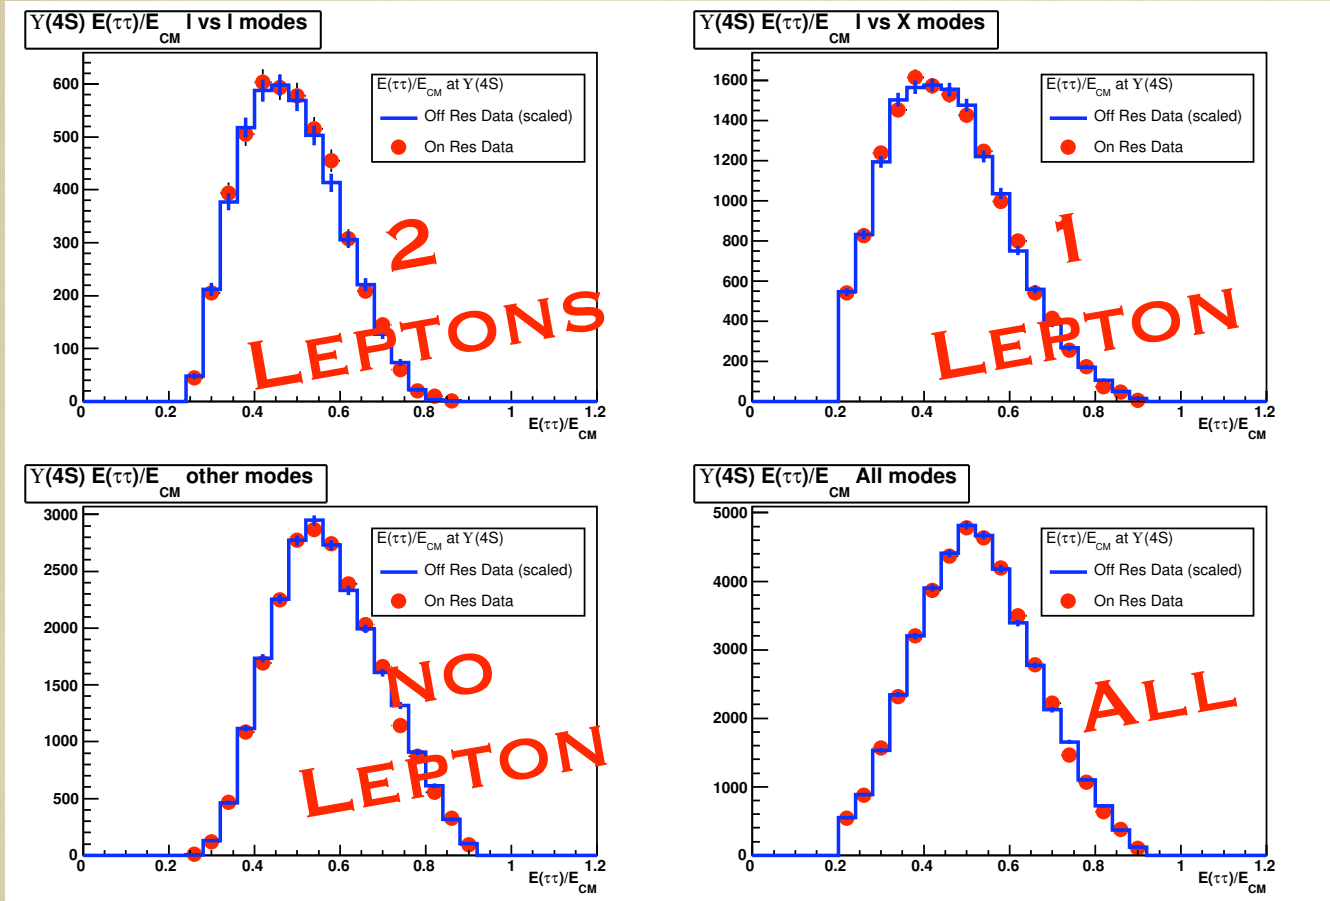 ϒ(4S) E(ττ)/E_CM l vs l modes
600
500
400
300
200
100
0
0 0.2 0.4 0.6 0.8 1 1.2
E(ττ)/E_CM
E(ττ)/E_CM at ϒ(4S)
Off Res Data (scaled)
On Res Data
2
LEPTONS
ϒ(4S) E(ττ)/E_CM l vs X modes
1600
1400
1200
1000
800
600
400
200
0
0 0.2 0.4 0.6 0.8 1 1.2
E(ττ)/E_CM
E(ττ)/E_CM at ϒ(4S)
Off Res Data (scaled)
On Res Data
1
LEPTON
ϒ(4S) E(ττ)/E_CM other modes
3000
2500
2000
1500
1000
500
0
0 0.2 0.4 0.6 0.8 1 1.2
E(ττ)/E_CM
E(ττ)/E_CM at ϒ(4S)
Off Res Data (scaled)
On Res Data
NO
LEPTON
ϒ(4S) E(ττ)/E_CM All modes
5000
4000
3000
2000
1000
0
0 0.2 0.4 0.6 0.8 1 1.2
E(ττ)/E_CM
E(ττ)/E_CM at ϒ(4S)
Off Res Data (scaled)
On Res Data
ALL